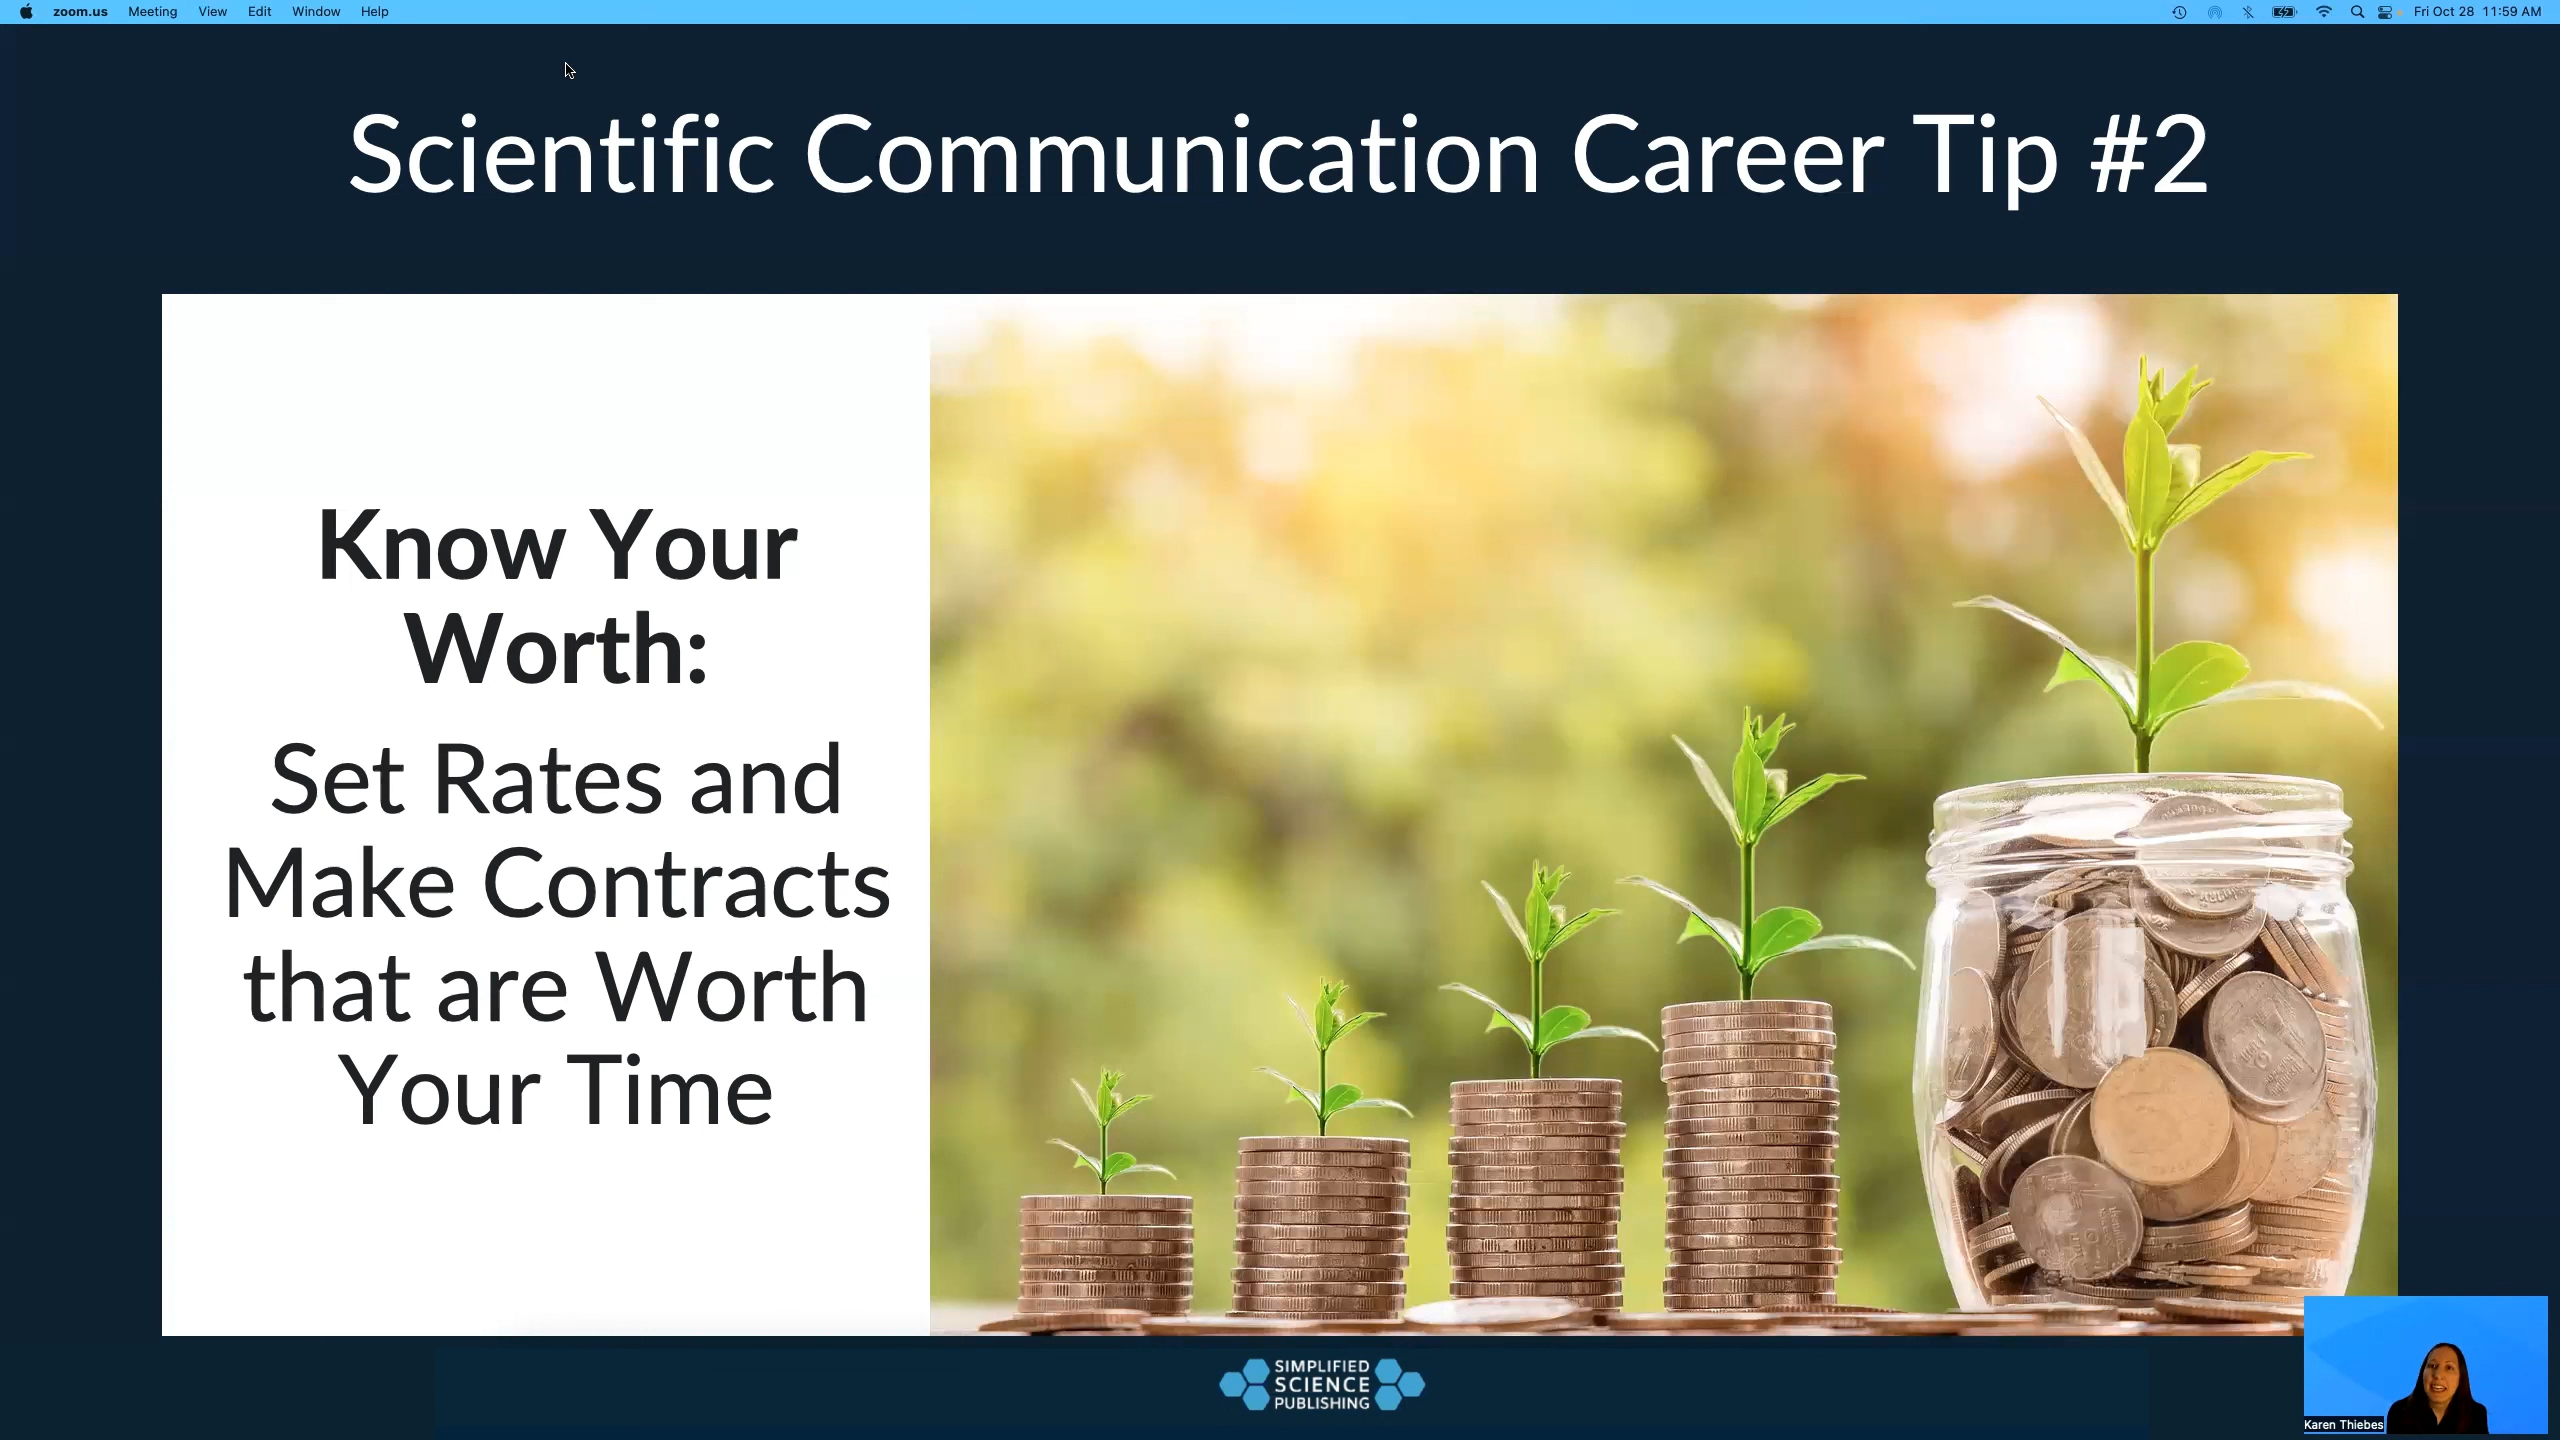 zoom.us Meeting View Edit Window Help Fri Oct 28 11:59 AM
Scientific Communication Career Tip #2
Know Your
Worth:
Set Rates and
Make Contracts
that are Worth
Your Time
SIMPLIFIED
SCIENCE
PUBLISHING
Karen Thiebes